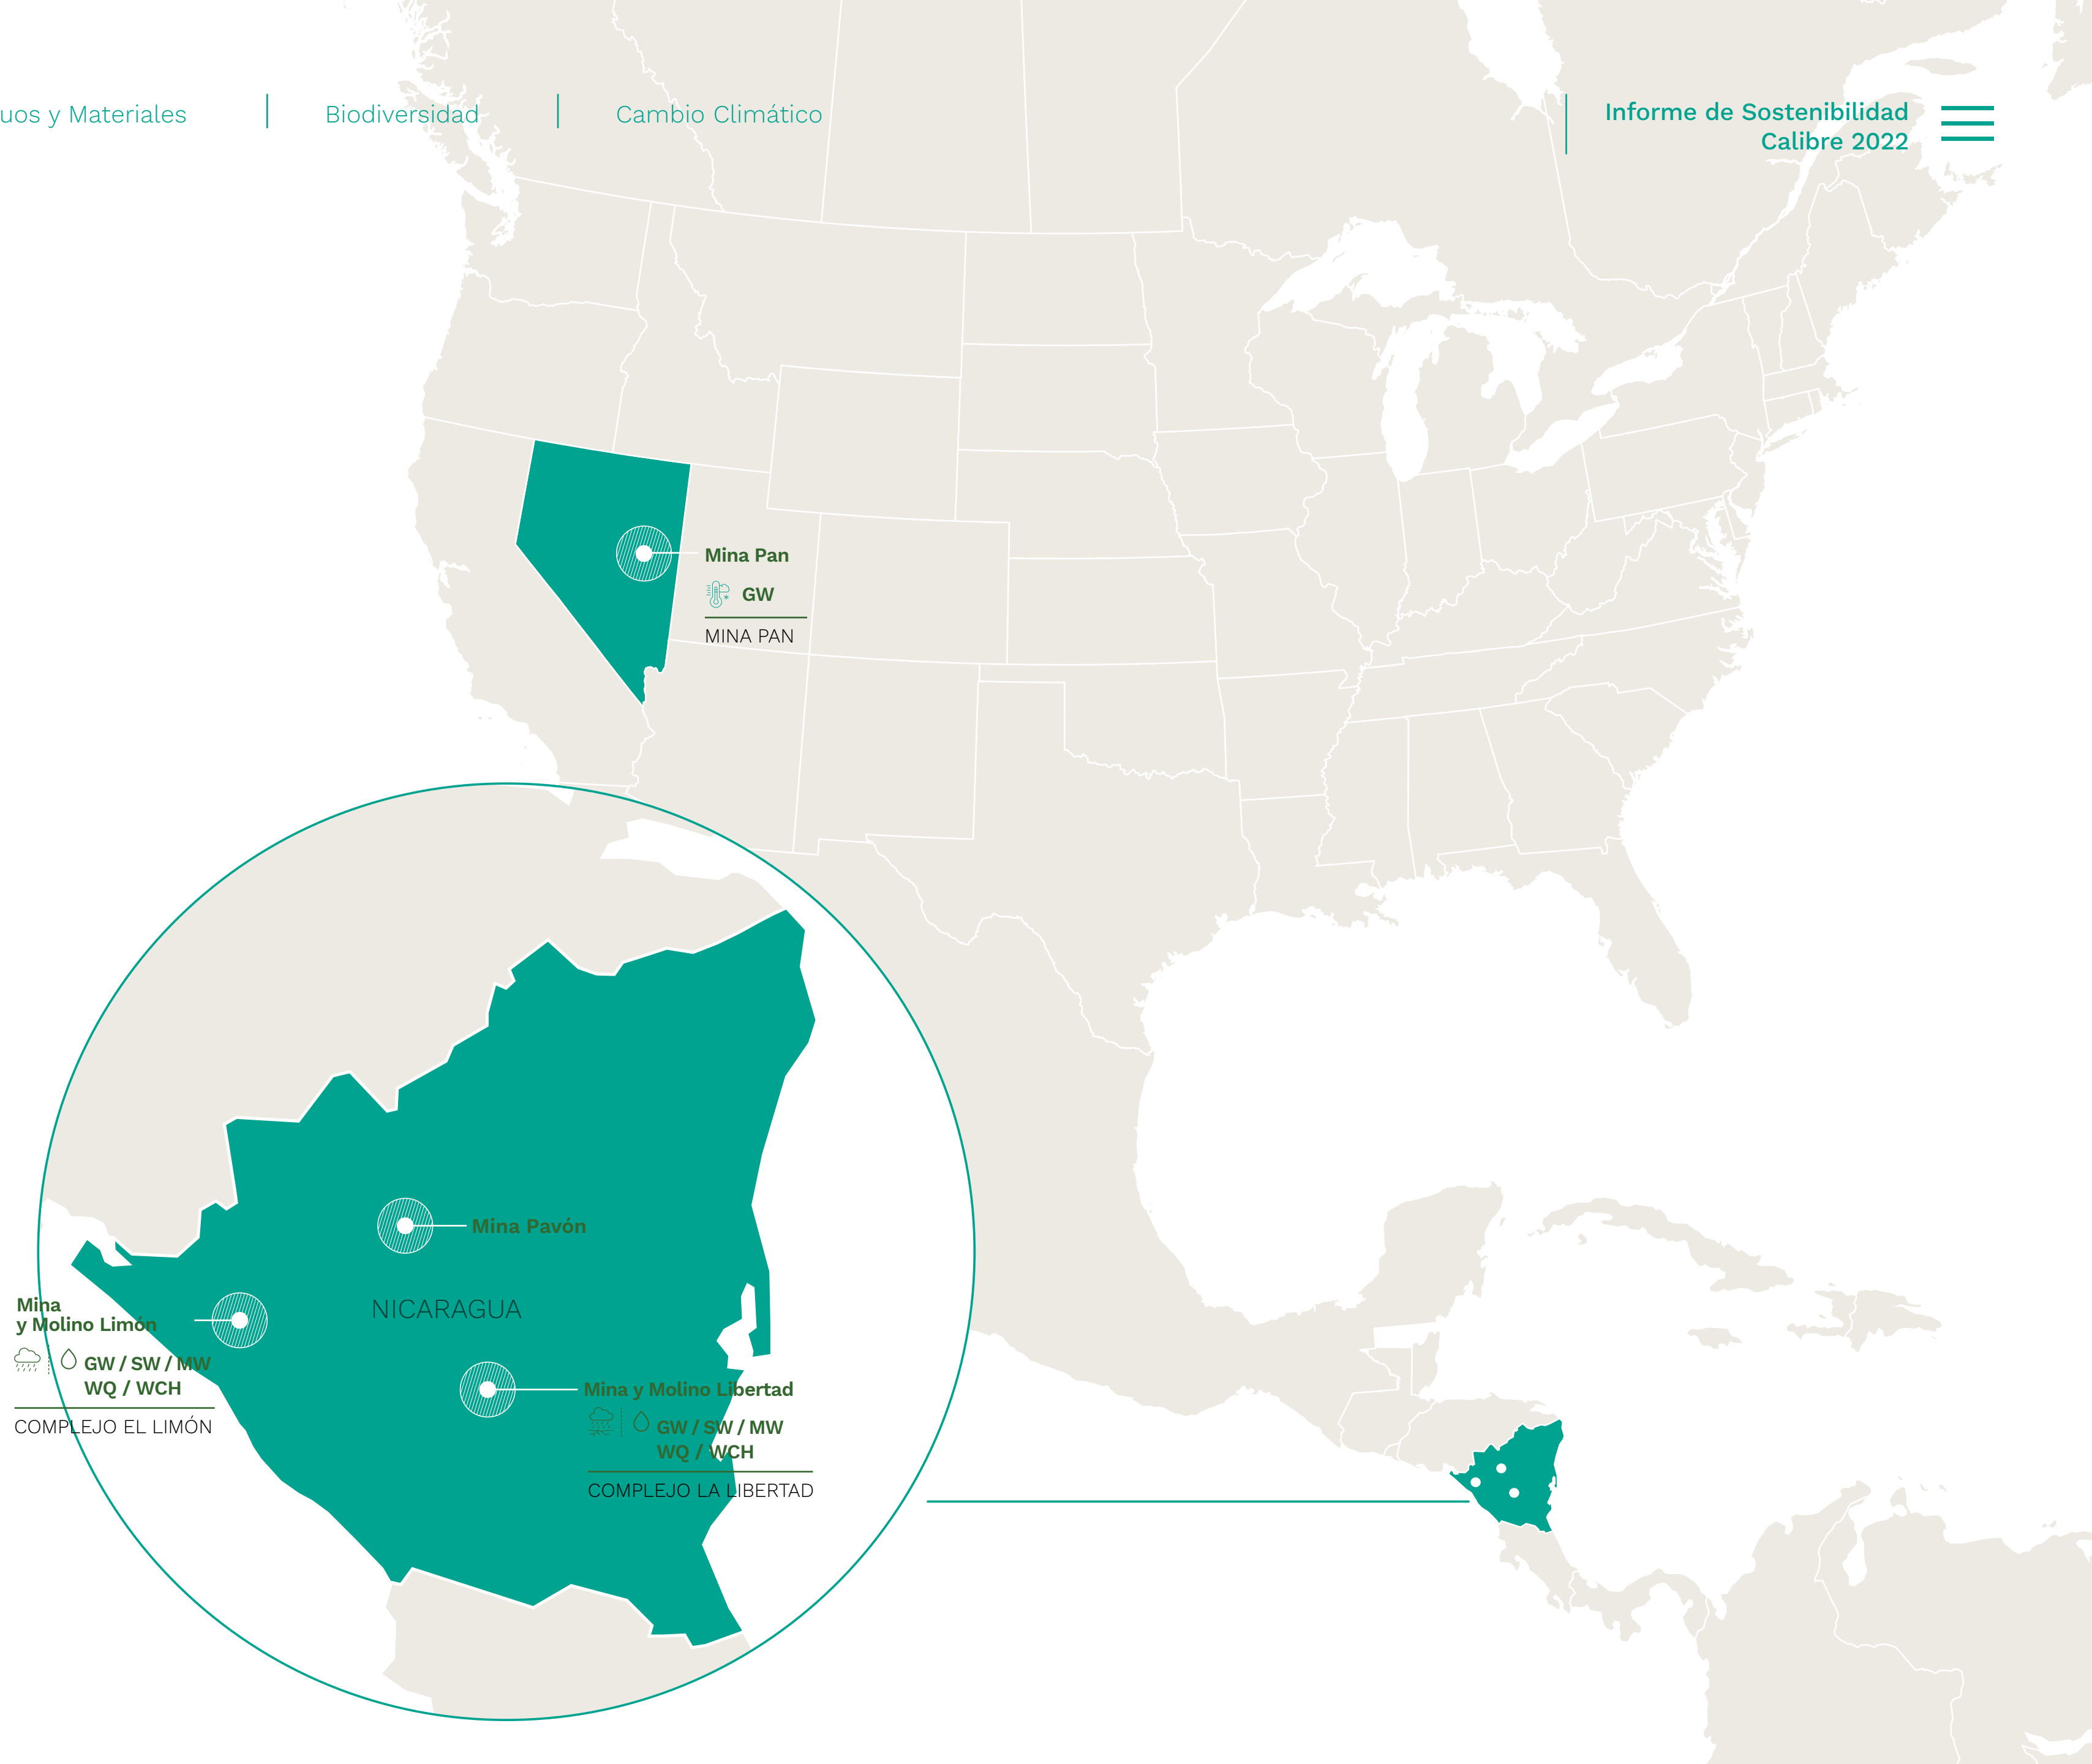 uos y Materiales
Biodiversidad
Cambio Climático
Informe de Sostenibilidad
Calibre 2022
Mina Pan
GW
MINA PAN
Mina Pavón
NICARAGUA
Mina
y Molino Limón
GW / SW / MW
WQ / WCH
COMPLEJO EL LIMÓN
Mina y Molino Libertad
GW / SW / MW
WQ / WCH
COMPLEJO LA LIBERTAD